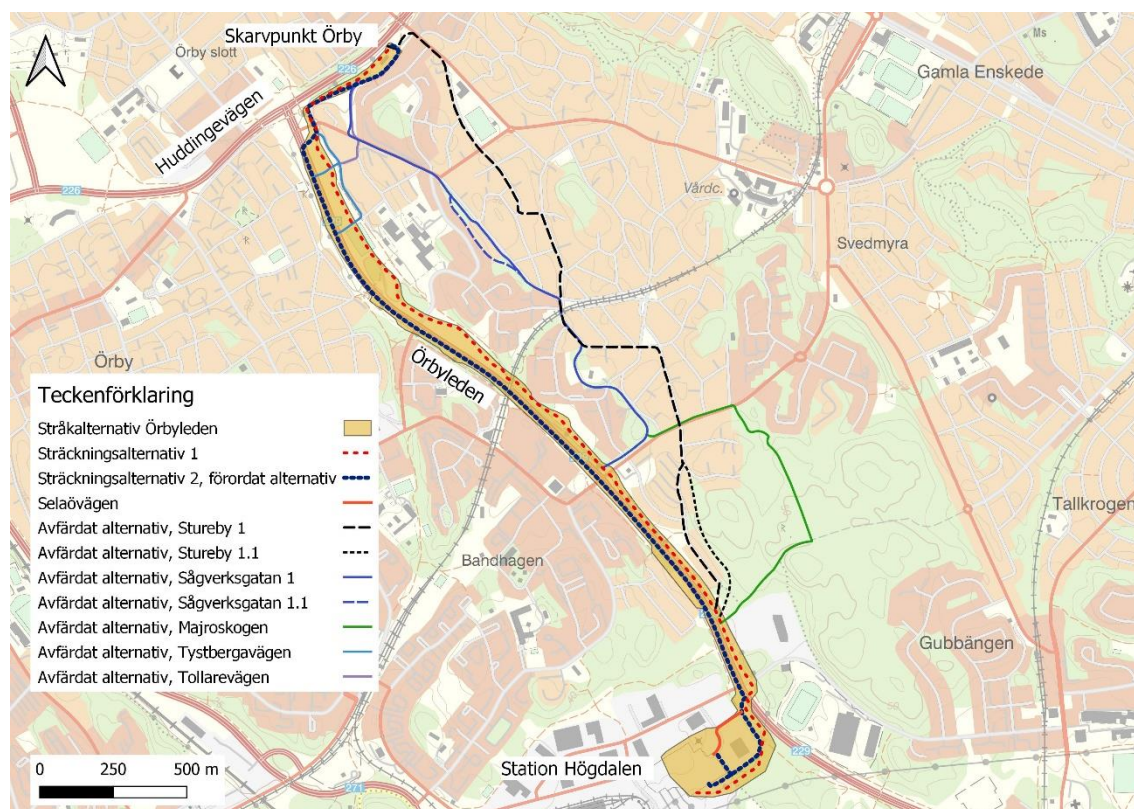 Skarvpunkt Örby
Örby slott
226
Ms
Gamla Enskede
Huddingevägen
226
Vårdc.
Svedmyra
Örby
Örbyleden
Teckenförklaring
Stråkalternativ Örbyleden
Sträckningsalternativ 1
Sträckningsalternativ 2, förordat alternativ
Selaövägen
Avfärdat alternativ, Stureby 1
Avfärdat alternativ, Stureby 1.1
Avfärdat alternativ, Sågverksgatan 1
Avfärdat alternativ, Sågverksgatan 1.1
Avfärdat alternativ, Majroskogen
Avfärdat alternativ, Tystbergavägen
Avfärdat alternativ, Tollarevägen
Tallkrogen
Bandhagen
Gubbängen
229
Station Högdalen
271
0 250 500 m